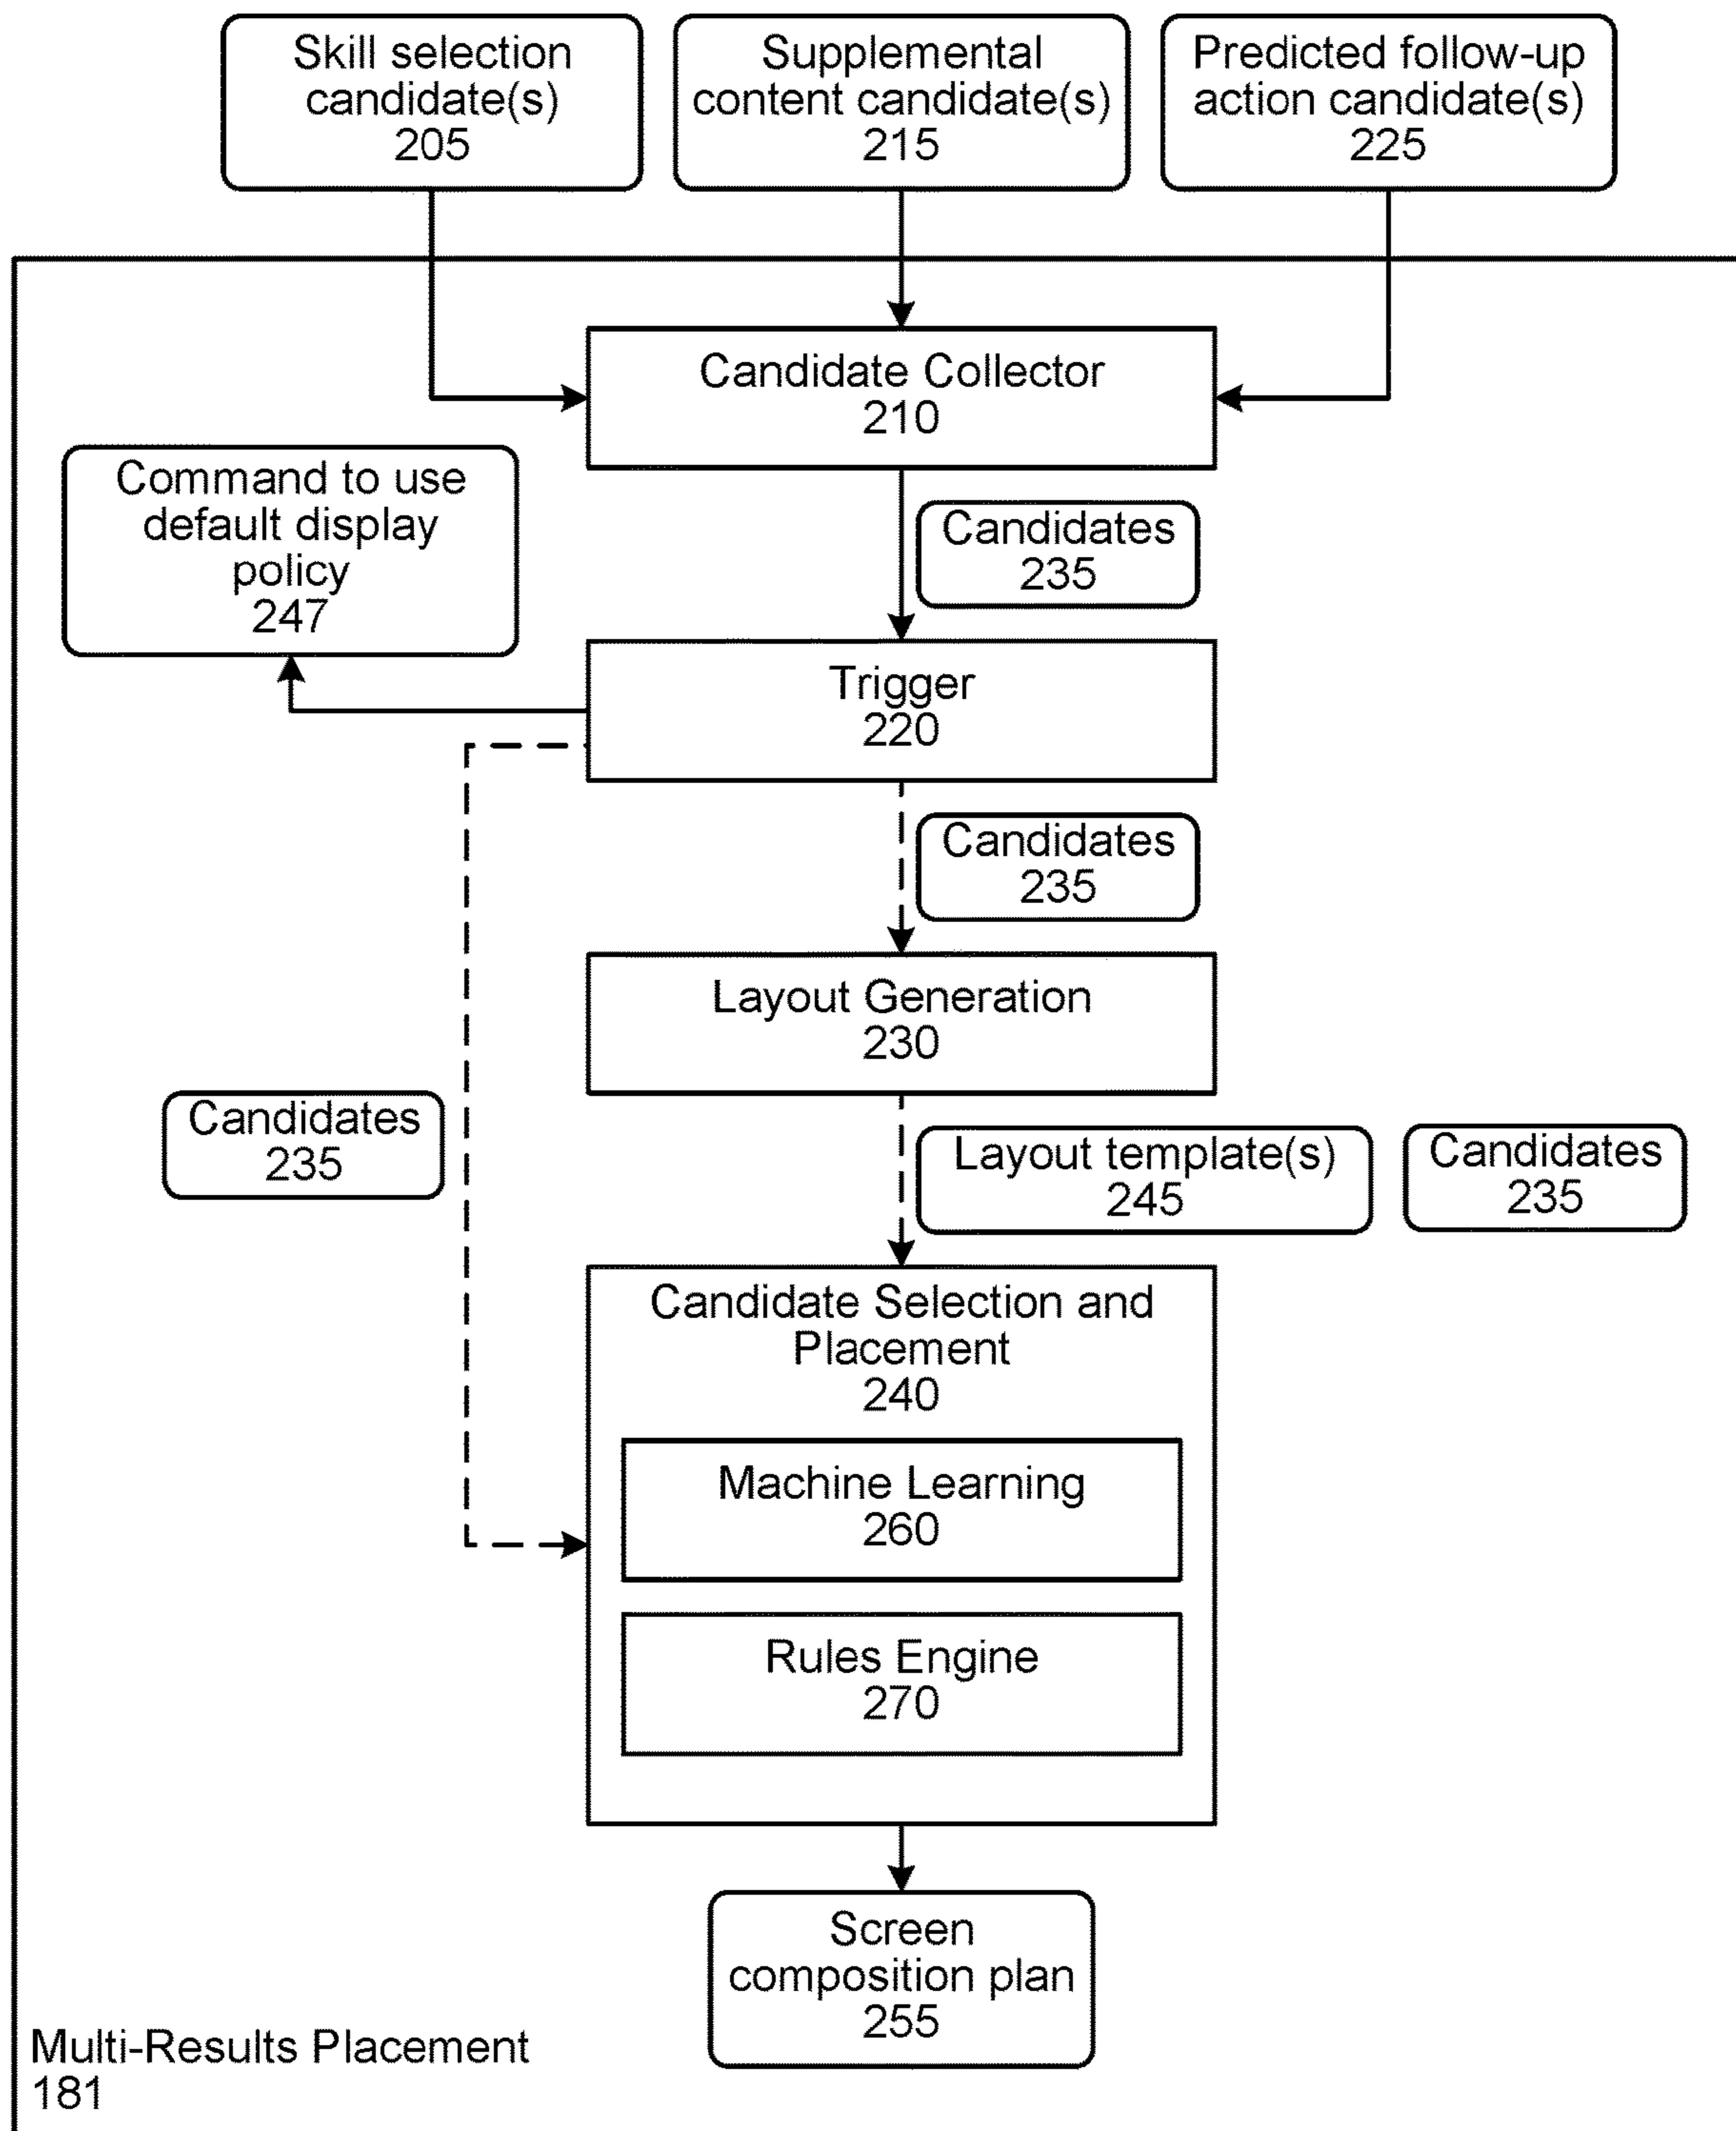 Skill selection
candidate(s)
205
Supplemental
content candidate(s)
215
Predicted follow-up
action candidate(s)
225
Candidate Collector
210
Command to use
default display
policy
247
Candidates
235
Trigger
220
Candidates
235
Layout Generation
230
Candidates
235
Layout template(s)
245
Candidates
235
Candidate Selection and
Placement
240
Machine Learning
260
Rules Engine
270
Screen
composition plan
255
Multi-Results Placement
181